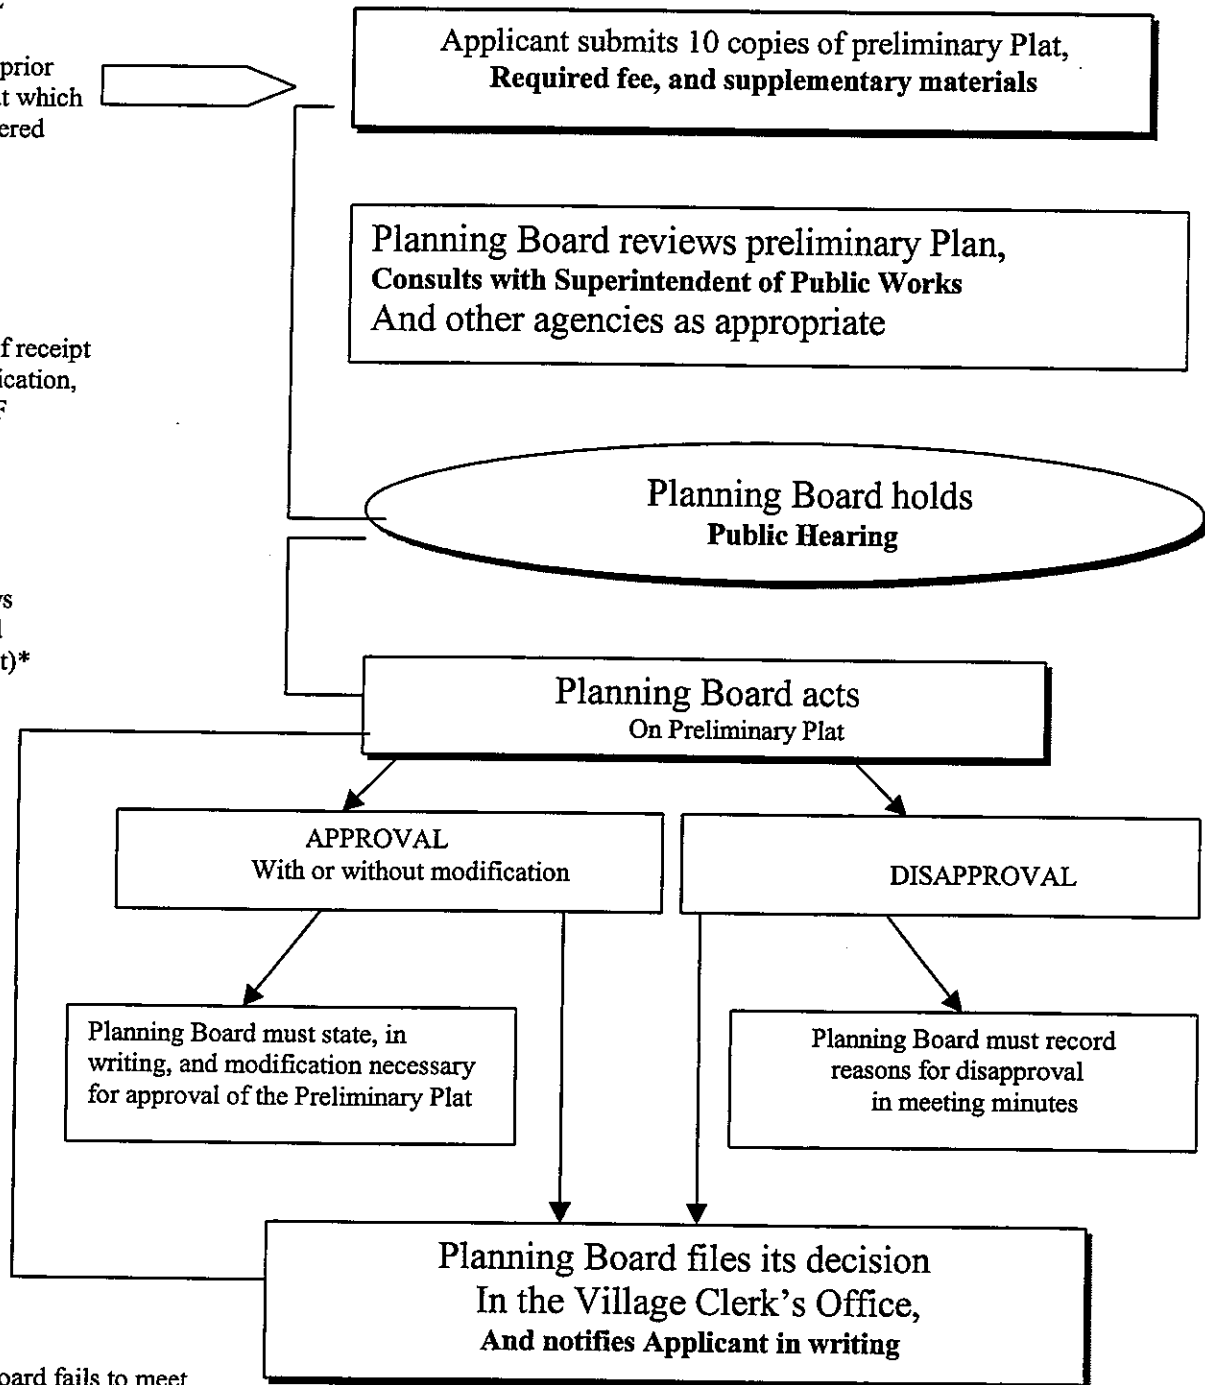 prior
t which
ered
Applicant submits 10 copies of preliminary Plat,
Required fee, and supplementary materials
Planning Board reviews preliminary Plan,
Consults with Superintendent of Public Works
And other agencies as appropriate
f receipt
ication,
F
Planning Board holds
Public Hearing
s
t)*
Planning Board acts
On Preliminary Plat
APPROVAL
With or without modification
DISAPPROVAL
Planning Board must state, in
writing, and modification necessary
for approval of the Preliminary Plat
Planning Board must record
reasons for disapproval
in meeting minutes
Planning Board files its decision
In the Village Clerk's Office,
And notifies Applicant in writing
oard fails to meet